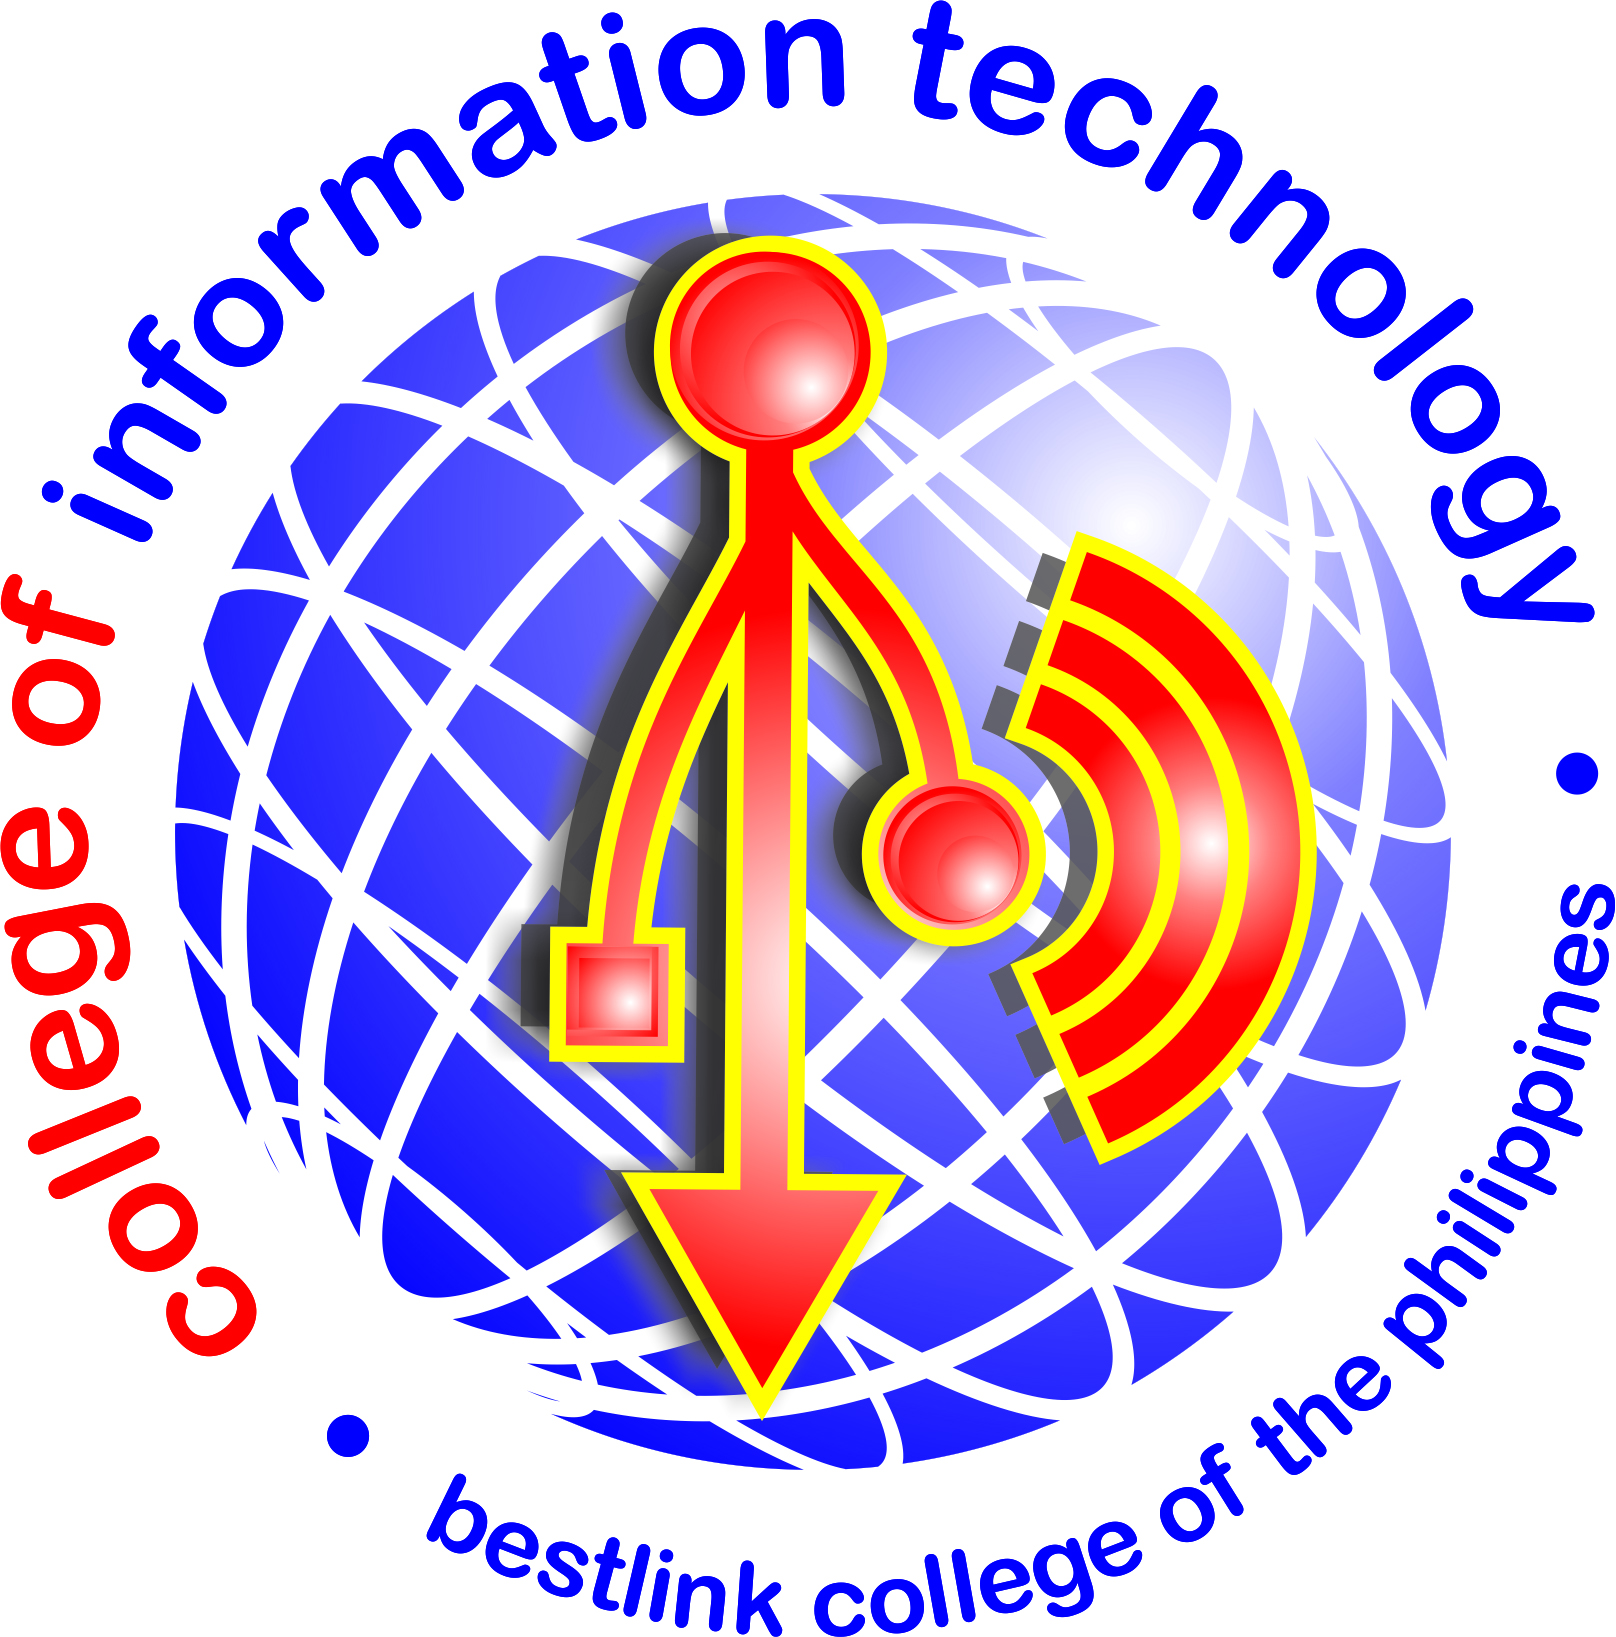 college of information technology
• bestlink college of the philippines •